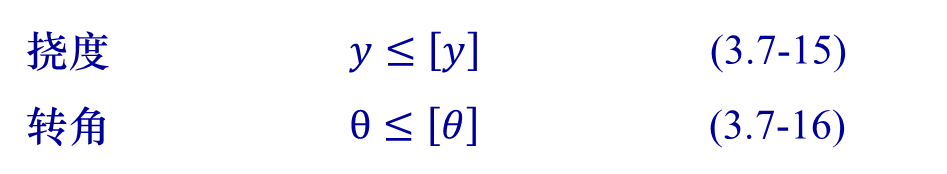 挠度 y ≤ [y] (3.7-15)
转角 θ ≤ [θ] (3.7-16)